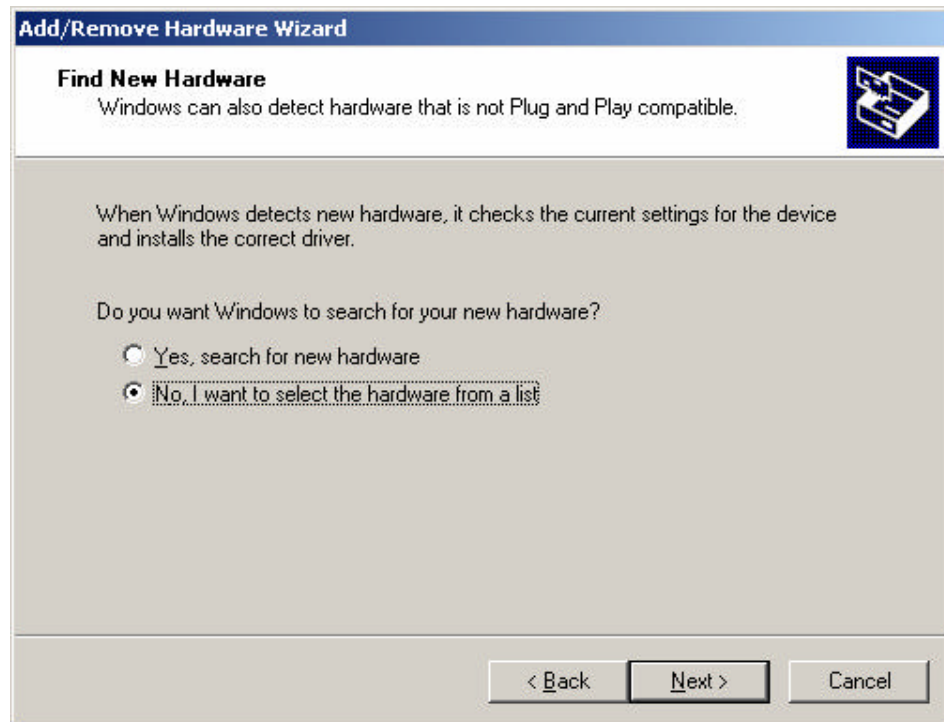 Add/Remove Hardware Wizard
Find New Hardware
Windows can also detect hardware that is not Plug and Play compatible.
When Windows detects new hardware, it checks the current settings for the device
and installs the correct driver.
Do you want Windows to search for your new hardware?
Yes, search for new hardware
No, I want to select the hardware from a list
< Back Next > Cancel